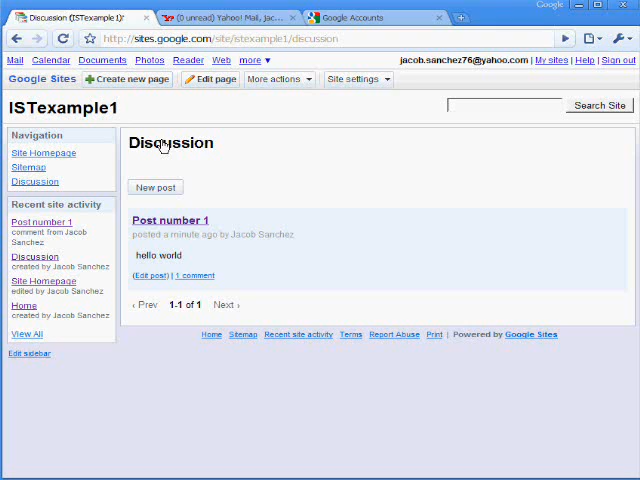 Google
Discussion (ISTexample1)
(0 unread) Yahoo! Mail, jac
Google Accounts
http://sites.google.com/site/istexample1/discussion
Mail Calendar Documents Photos Reader Web more ▼ jacob.sanchez76@yahoo.com | My sites | Help | Sign out
Google Sites Create new page Edit page More actions Site settings
ISTexample1
Search Site
Navigation
Site Homepage
Sitemap
Discussion
Recent site activity
Post number 1
comment from Jacob
Sanchez
Discussion
created by Jacob Sanchez
Site Homepage
edited by Jacob Sanchez
Home
created by Jacob Sanchez
View All
Edit sidebar
Discussion
New post
Post number 1
posted a minute ago by Jacob Sanchez
hello world
(Edit post) | 1 comment
‹ Prev 1-1 of 1 Next ›
Home Sitemap Recent site activity Terms Report Abuse Print | Powered by Google Sites